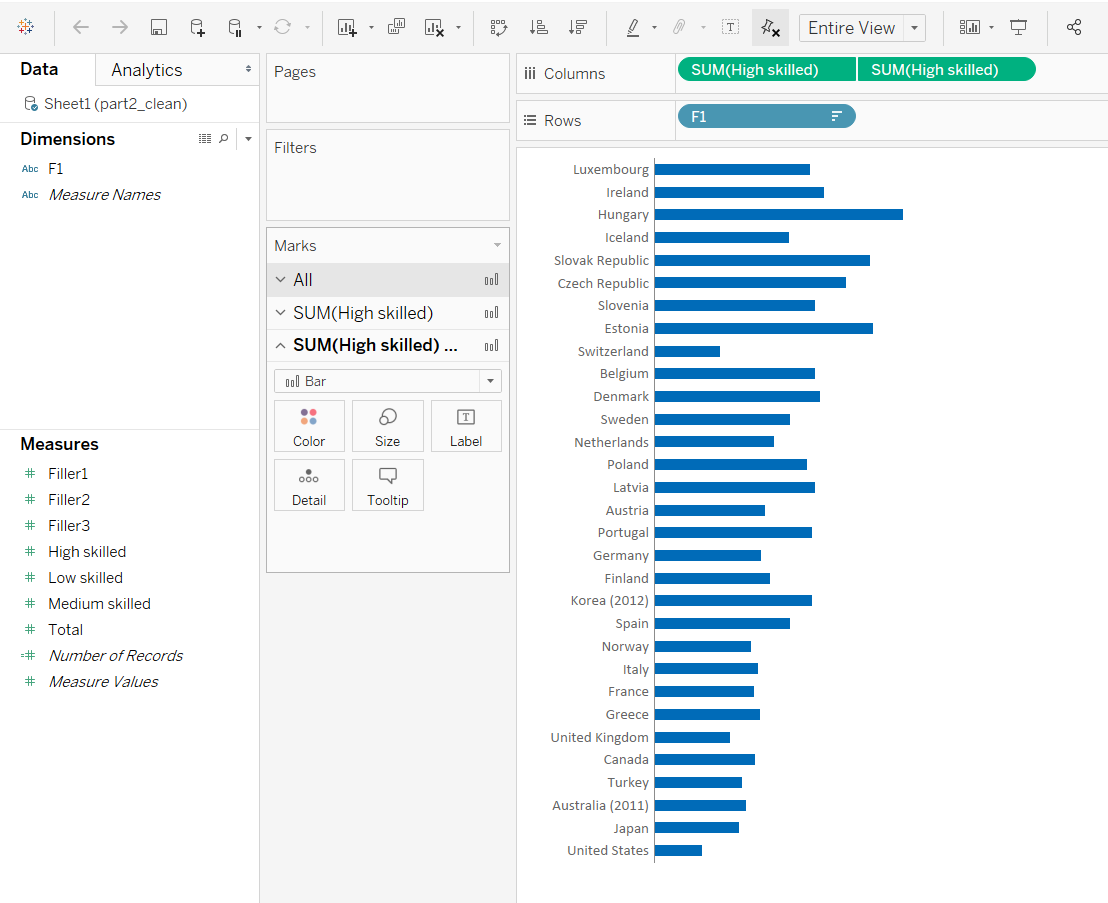 Entire View
Data
Analytics
Sheet1 (part2_clean)
Dimensions
Abc F1
Abc Measure Names
Measures
Filler1
Filler2
Filler3
High skilled
Low skilled
Medium skilled
Total
Number of Records
Measure Values
Pages
Filters
Marks
All
SUM(High skilled)
SUM(High skilled) ...
Bar
Color
Size
T
Label
Detail
Tooltip
Columns
SUM(High skilled)
SUM(High skilled)
Rows
F1
Luxembourg
Ireland
Hungary
Iceland
Slovak Republic
Czech Republic
Slovenia
Estonia
Switzerland
Belgium
Denmark
Sweden
Netherlands
Poland
Latvia
Austria
Portugal
Germany
Finland
Korea (2012)
Spain
Norway
Italy
France
Greece
United Kingdom
Canada
Turkey
Australia (2011)
Japan
United States